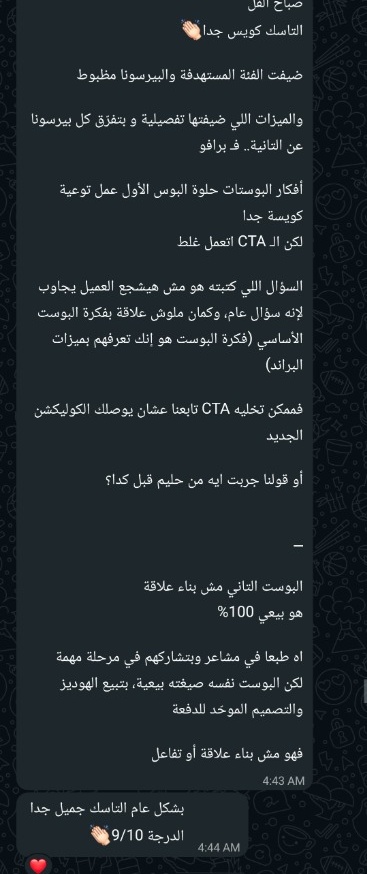 صباح الفل
التاسك كويس جدا👏🏻
ضيفت الفئة المستهدفة والبيرسونا مظبوط
والميزات اللي ضيفتها تفصيلية و بتفرّق كل بيرسونا
عن التانية.. فـ برافو
أفكار البوستات حلوة البوس الأول عمل توعية
كويسة جدا
لكن الـ CTA اتعمل غلط
السؤال اللي كتبته هو مش هيشجع العميل يجاوب
لإنه سؤال عام، وكمان ملوش علاقة بفكرة البوست
الأساسي (فكرة البوست هو إنك تعرفهم بميزات
البراند)
فممكن تخليه CTA تابعنا عشان يوصلك الكوليكشن
الجديد
أو قولنا جربت ايه من حليم قبل كدا؟
_
البوست التاني مش بناء علاقة
هو بيعي 100%
اه طبعا في مشاعر وبتشاركهم في مرحلة مهمة
لكن البوست نفسه صيغته بيعية، بتبيع الهوديز
والتصميم الموحّد للدفعة
فهو مش بناء علاقة أو تفاعل
4:43 AM
بشكل عام التاسك جميل جدا
الدرجة 9/10👏🏻
4:44 AM
❤️